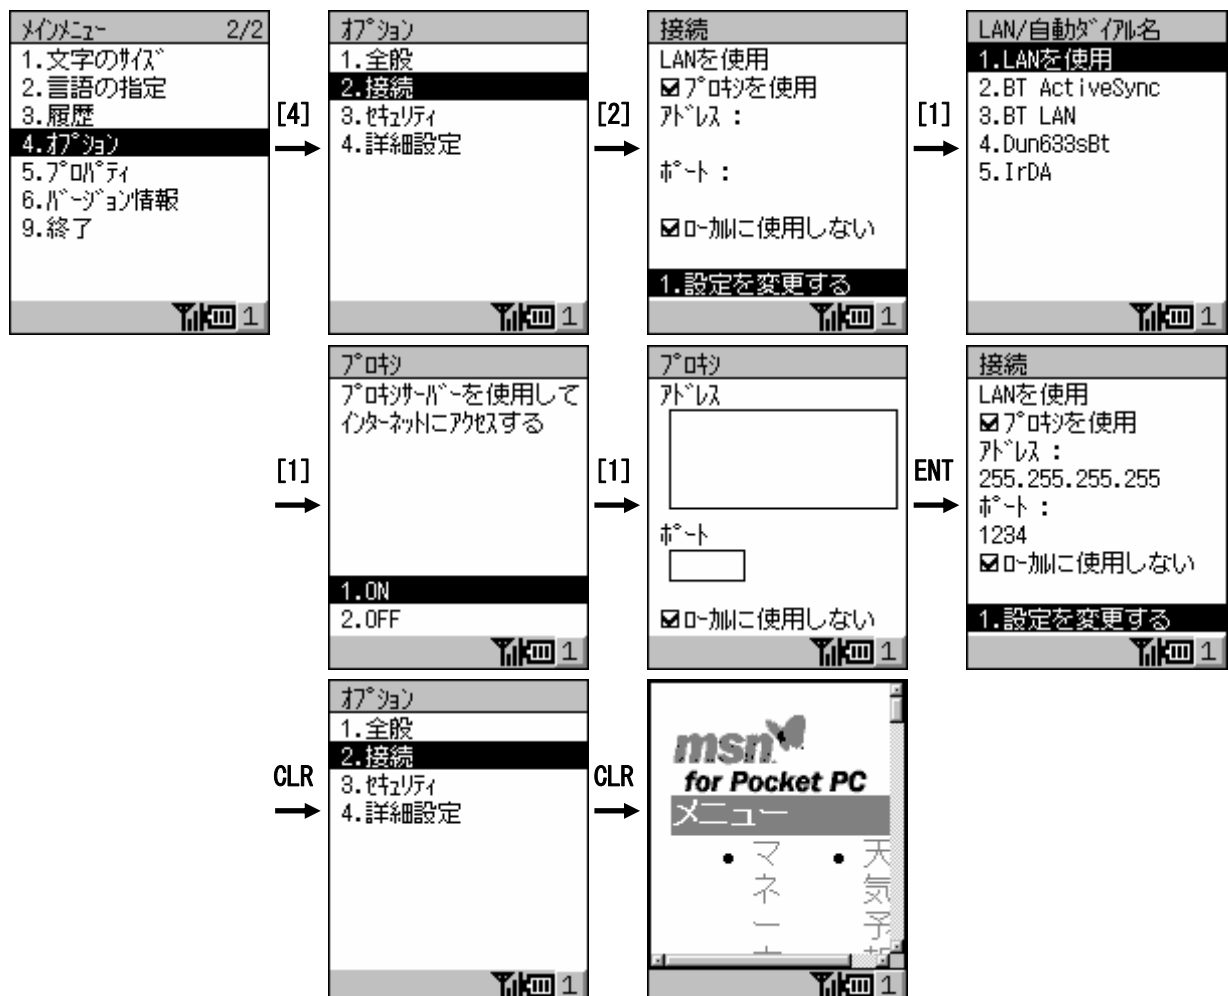 ﾒｲﾝﾒﾆｭｰ 2/2
1.文字のｻｲｽﾞ
2.言語の指定
3.履歴
4.ｵﾌﾟｼｮﾝ
5.ﾌﾟﾛﾊﾟﾃｨ
6.ﾊﾞｰｼﾞｮﾝ情報
9.終了
1
[4]
ｵﾌﾟｼｮﾝ
1.全般
2.接続
3.ｾｷｭﾘﾃｨ
4.詳細設定
1
[2]
接続
LANを使用
ﾌﾟﾛｷｼを使用
ｱﾄﾞﾚｽ：
ﾎﾟｰﾄ：
ﾛｰｶﾙに使用しない
1.設定を変更する
1
[1]
LAN/自動ﾀﾞｲｱﾙ名
1.LANを使用
2.BT ActiveSync
3.BT LAN
4.Dun633sBt
5.IrDA
1
[1]
ﾌﾟﾛｷｼ
ﾌﾟﾛｷｼｻｰﾊﾞｰを使用して
ｲﾝﾀｰﾈｯﾄにｱｸｾｽする
1.ON
2.OFF
1
[1]
ﾌﾟﾛｷｼ
ｱﾄﾞﾚｽ
ﾎﾟｰﾄ
ﾛｰｶﾙに使用しない
1
ENT
接続
LANを使用
ﾌﾟﾛｷｼを使用
ｱﾄﾞﾚｽ：
255.255.255.255
ﾎﾟｰﾄ：
1234
ﾛｰｶﾙに使用しない
1.設定を変更する
1
CLR
ｵﾌﾟｼｮﾝ
1.全般
2.接続
3.ｾｷｭﾘﾃｨ
4.詳細設定
1
CLR
msn
for Pocket PC
メニュー
• マネー
• 天気予
1